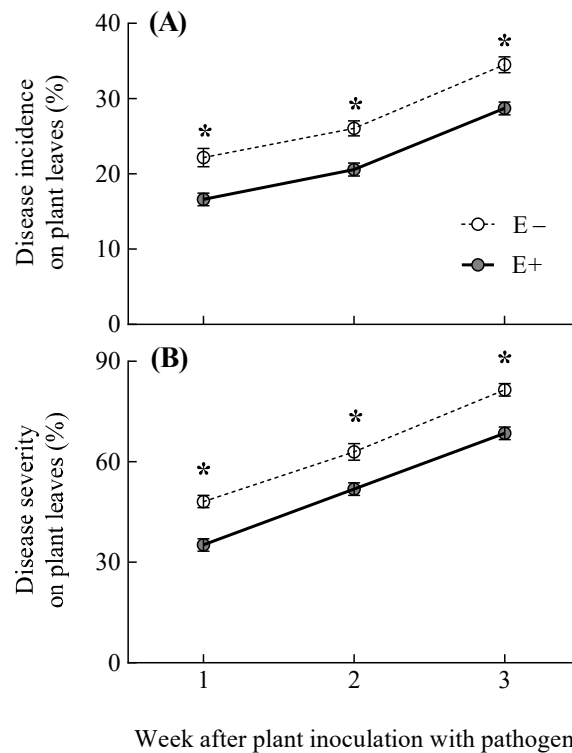 (A)
40
30
20
10
0
Disease incidence
on plant leaves (%)
*
*
*
E –
E+
(B)
90
60
30
0
Disease severity
on plant leaves (%)
*
*
*
1
2
3
Week after plant inoculation with pathogen